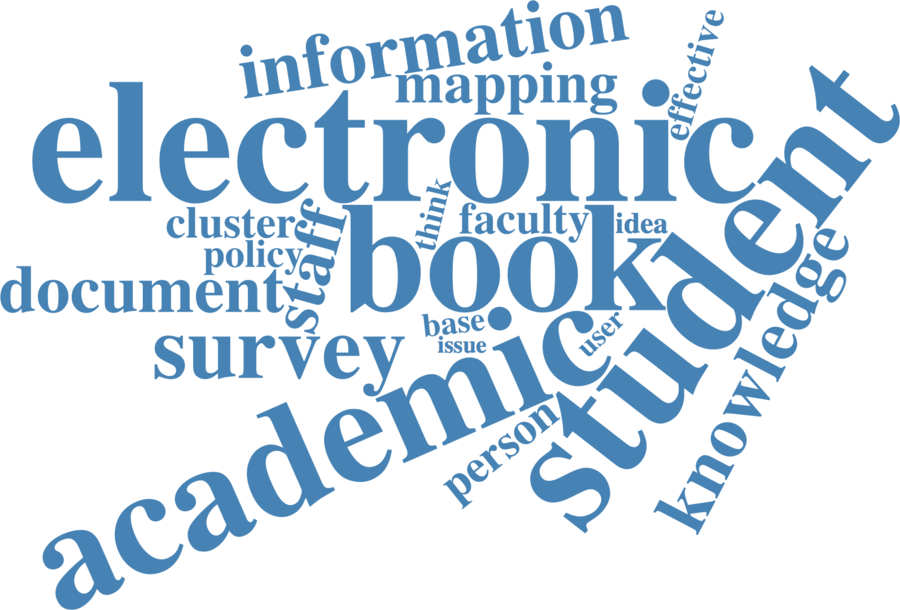 information
mapping
effective
electronic
student
cluster
staff
think
faculty
idea
policy
book
document
knowledge
base
user
survey
issue
academic
person